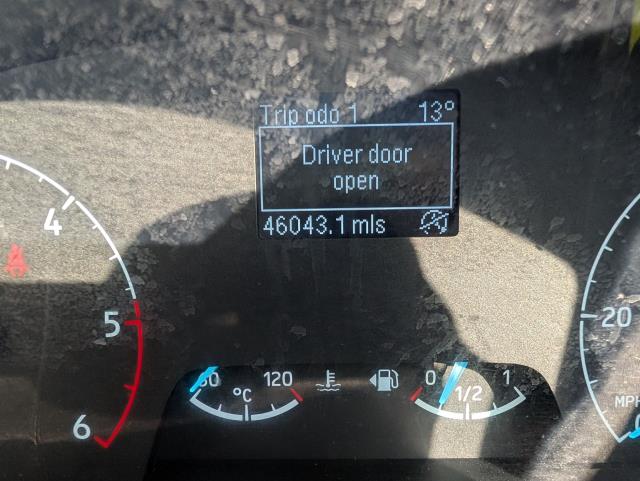 Trip odo 1 13°
Driver door
open
46043.1 mls
4
5
6
A
20
MPH
0
60 120
°C
0 1/2 1